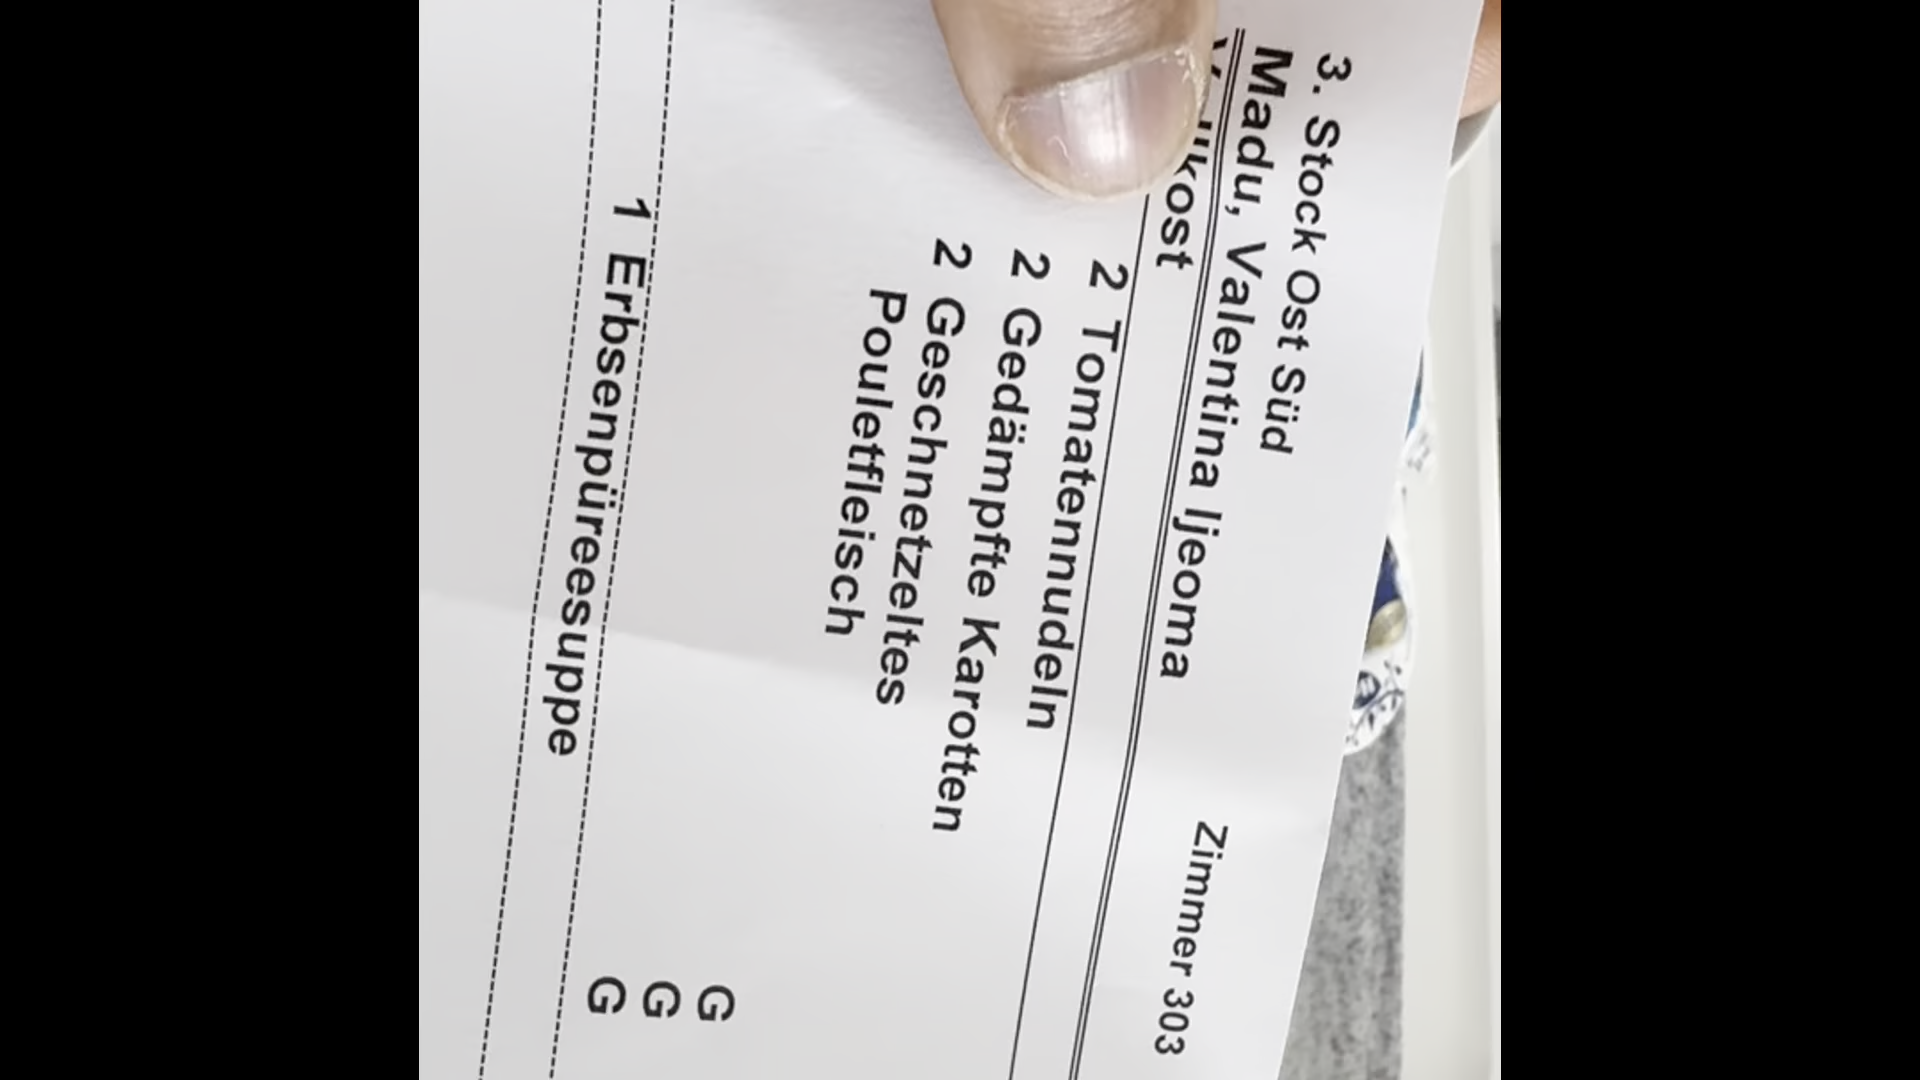 3. Stock Ost Süd
Madu, Valentina Ijeoma Zimmer 303
2 Tomatennudeln
2 Gedämpfte Karotten
2 Geschnetzeltes
Pouletfleisch
G
G
1 Erbsenpüreesuppe G